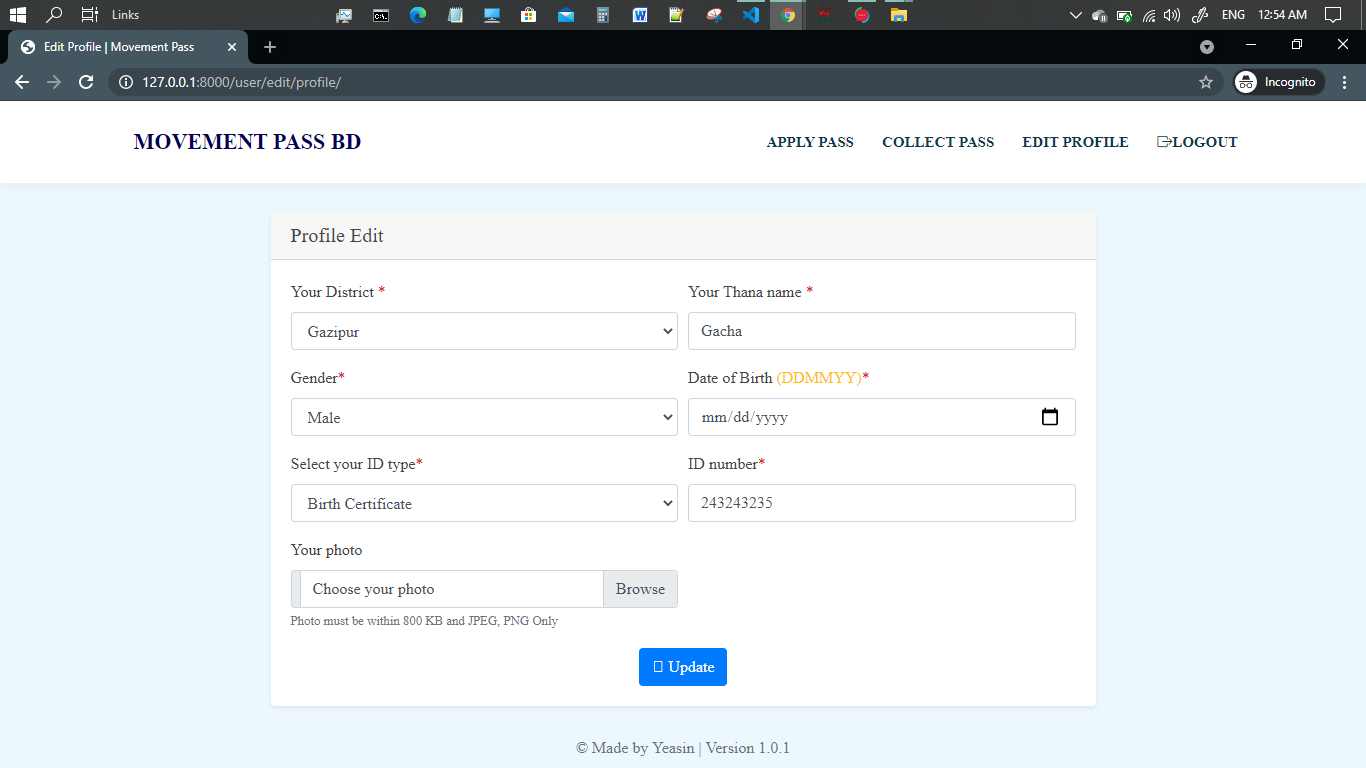 Links
ENG 12:54 AM
Edit Profile | Movement Pass
127.0.0.1:8000/user/edit/profile/
Incognito
MOVEMENT PASS BD
APPLY PASS COLLECT PASS EDIT PROFILE LOGOUT
Profile Edit
Your District * Your Thana name *
Gazipur Gacha
Gender* Date of Birth (DDMMYY)*
Male mm/dd/yyyy
Select your ID type* ID number*
Birth Certificate 243243235
Your photo
Choose your photo Browse
Photo must be within 800 KB and JPEG, PNG Only
Update
© Made by Yeasin | Version 1.0.1